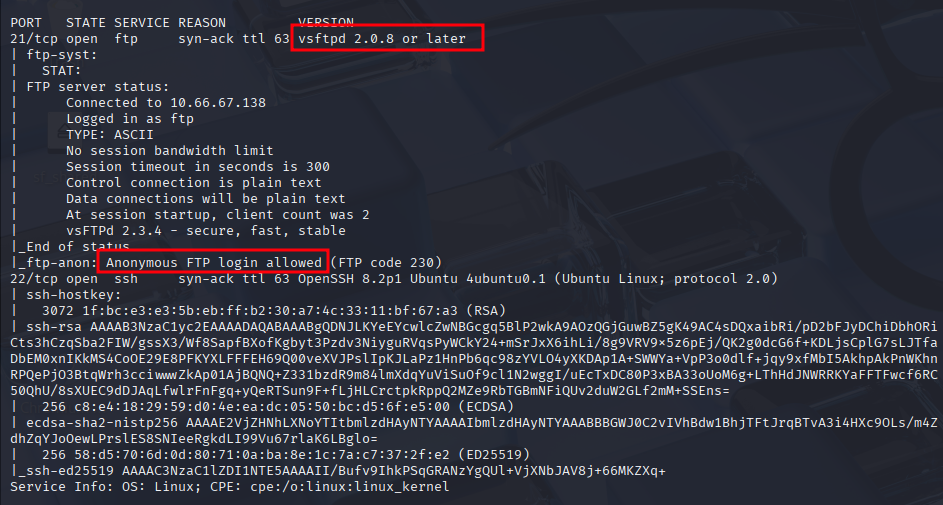 PORT STATE SERVICE REASON VERSION
21/tcp open ftp syn-ack ttl 63 vsftpd 2.0.8 or later
| ftp-syst:
| STAT:
| FTP server status:
| Connected to 10.66.67.138
| Logged in as ftp
| TYPE: ASCII
| No session bandwidth limit
| Session timeout in seconds is 300
| Control connection is plain text
| Data connections will be plain text
| At session startup, client count was 2
| vsFTPd 2.3.4 - secure, fast, stable
|_End of status
|_ftp-anon: Anonymous FTP login allowed (FTP code 230)
22/tcp open ssh syn-ack ttl 63 OpenSSH 8.2p1 Ubuntu 4ubuntu0.1 (Ubuntu Linux; protocol 2.0)
| ssh-hostkey:
| 3072 1f:bc:e3:e3:5b:eb:ff:b2:30:a7:4c:33:11:bf:67:a3 (RSA)
| ssh-rsa AAAAB3NzaC1yc2EAAAADAQABAAABgQDNJLKYeEYcwlcZwNBGcgq5BlP2wkA9AOzQGjGuwBZ5gK49AC4sDQxaibRi/pD2bFJyDChiDbhORi
Cts3hCzqSba2FIW/gssX3/Wf8SapfBXofKgbyt3Pzdv3NiyguRVqsPyWCkY24+mSrJxX6ihLi/8g9VRV9×5z6pEj/QK2g0dcG6f+KDLjsCplG7sLJTfa
DbEM0xnIKkMS4CoOE29E8PFKYXLFFFEH69Q00veXVJPslIpKJLaPz1HnPb6qc98zYVLO4yXKDAp1A+SWWYa+VpP3o0dlf+jqy9xfMbI5AkhpAkPnWKhn
RPQePjO3BtqWrh3cciwwwZkAp01AjBQNQ+Z331bzdR9m84lmXdqYuViSuOf9cl1N2wggI/uEcTxDC80P3xBA33oUoM6g+LThHdJNWRRKYaFFTFwcf6RC
50QhU/8sXUEC9dDJAqLfwlrFnFgq+yQeRTSun9F+fLjHLCrctpkRppQ2MZe9RbTGBmNFiQUv2duW2GLf2mM+SSEns=
| 256 c8:e4:18:29:59:d0:4e:ea:dc:05:50:bc:d5:6f:e5:00 (ECDSA)
| ecdsa-sha2-nistp256 AAAAE2VjZHNhLXNoYTItbmlzdHAyNTYAAAAIbmlzdHAyNTYAAABBBGWJ0C2vIVhBdw1BhjTFtJrqBTvA3i4HXc9OLs/m4Z
dhZqYJoOewLPrslES8SNIeeRgkdLI99Vu67rlaK6LBglo=
| 256 58:d5:70:6d:0d:80:71:0a:ba:8e:1c:7a:c7:37:2f:e2 (ED25519)
|_ssh-ed25519 AAAAC3NzaC1lZDI1NTE5AAAAII/Bufv9IhkPSqGRANzYgQUl+VjXNbJAV8j+66MKZXq+
Service Info: OS: Linux; CPE: cpe:/o:linux:linux_kernel